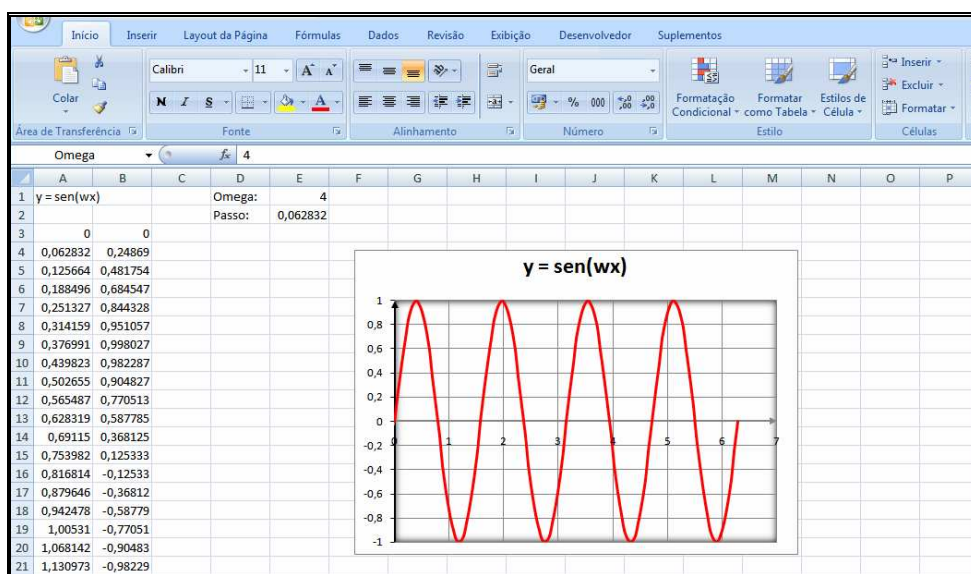 Início Inserir Layout da Página Fórmulas Dados Revisão Exibição Desenvolvedor Suplementos
Colar
Calibri 11 A A
N I S A
Geral
% 000 ,0 ,00 ,00 ,0
Formatação Condicional
Formatar como Tabela
Estilos de Célula
Inserir
Excluir
Formatar
Área de Transferência Fonte Alinhamento Número Estilo Células
Omega fx 4
A B C D E F G H I J K L M N O P
1 y = sen(wx) Omega: 4
2 Passo: 0,062832
3 0 0
4 0,062832 0,24869
5 0,125664 0,481754
6 0,188496 0,684547
7 0,251327 0,844328
8 0,314159 0,951057
9 0,376991 0,998027
10 0,439823 0,982287
11 0,502655 0,904827
12 0,565487 0,770513
13 0,628319 0,587785
14 0,69115 0,368125
15 0,753982 0,125333
16 0,816814 -0,12533
17 0,879646 -0,36812
18 0,942478 -0,58779
19 1,00531 -0,77051
20 1,068142 -0,90483
21 1,130973 -0,98229
y = sen(wx)
1
0,8
0,6
0,4
0,2
0
-0,2
-0,4
-0,6
-0,8
-1
0 1 2 3 4 5 6 7